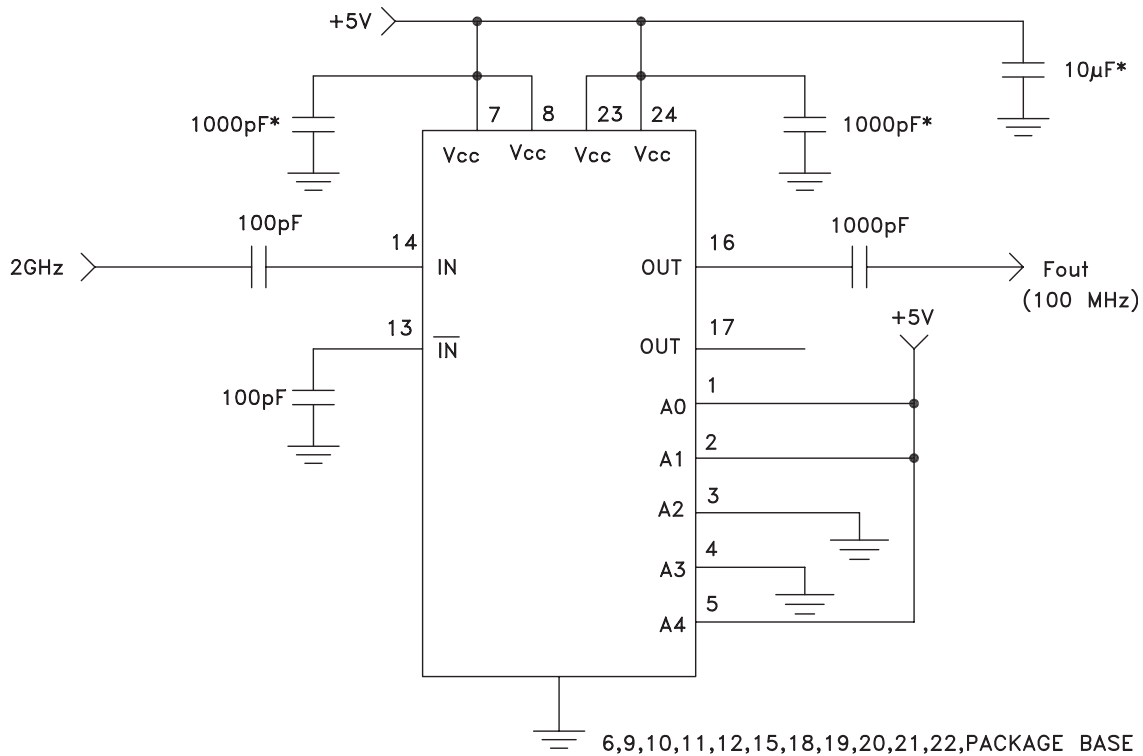 +5V
10µF*
1000pF*
7 8 23 24
1000pF*
Vcc Vcc Vcc Vcc
100pF
1000pF
14
16
2GHz
IN
OUT
Fout
(100 MHz)
+5V
13
17
IN
OUT
1
100pF
A0
2
A1
3
A2
4
A3
5
A4
6,9,10,11,12,15,18,19,20,21,22,PACKAGE BASE